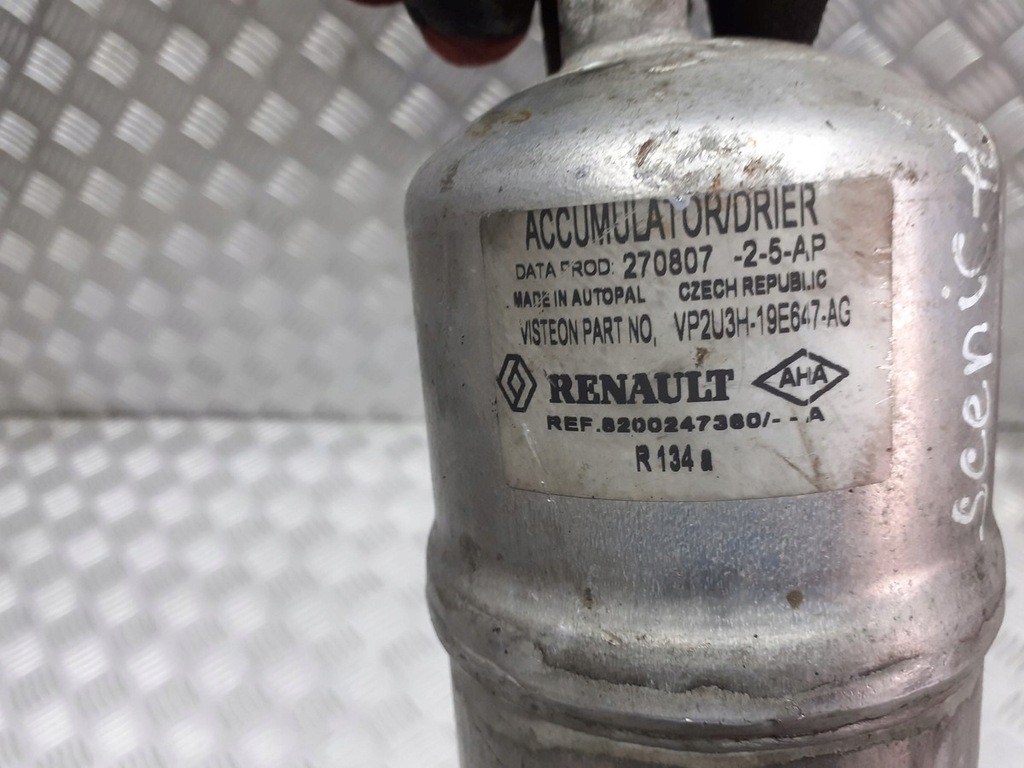 ACCUMULATOR/DRIER
DATA PROD: 270807 -2-5-AP
MADE IN AUTOPAL CZECH REPUBLIC
VISTEON PART NO, VP2U3H-19E647-AG
RENAULT AHA
REF.8200247360/--A
R 134 a
Scenic